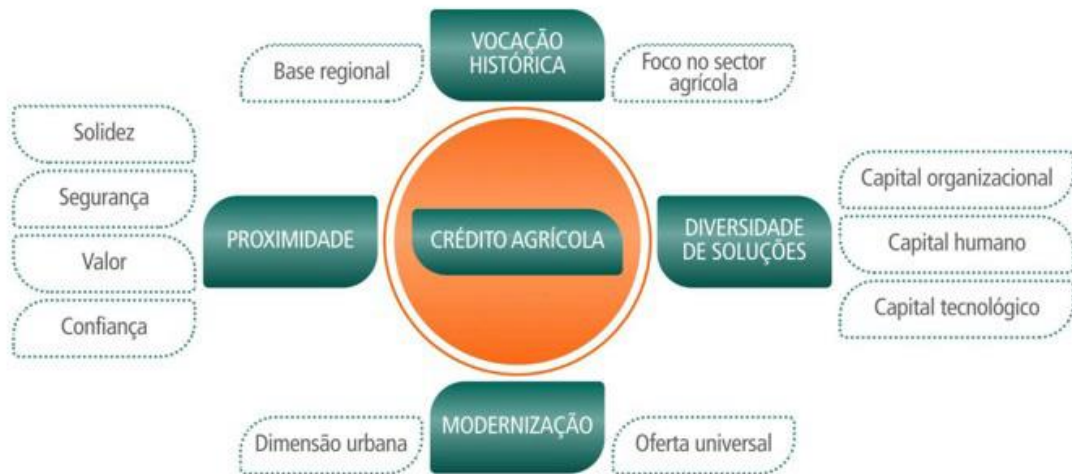 VOCAÇÃO
HISTÓRICA
Base regional
Foco no sector
agrícola
Solidez
Segurança
Valor
Confiança
PROXIMIDADE
CRÉDITO AGRÍCOLA
DIVERSIDADE
DE SOLUÇÕES
Capital organizacional
Capital humano
Capital tecnológico
MODERNIZAÇÃO
Dimensão urbana
Oferta universal